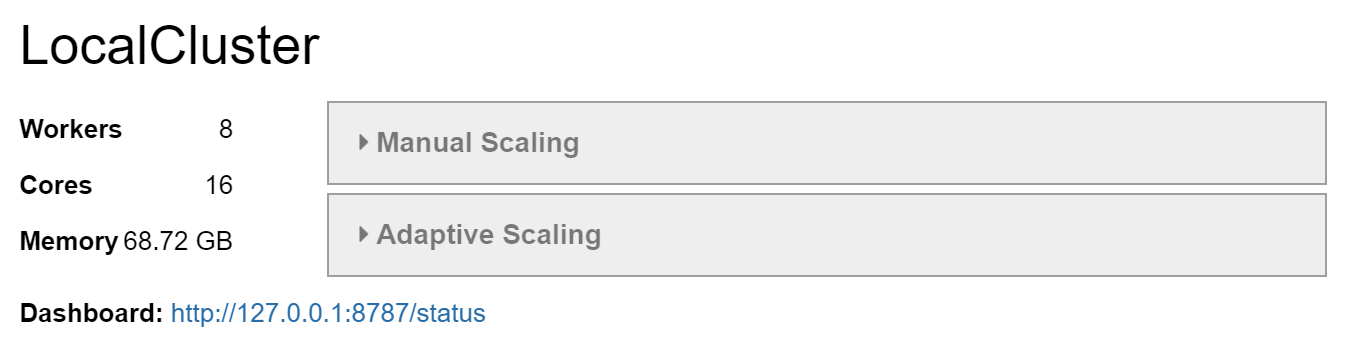 LocalCluster
Workers 8
Manual Scaling
Cores 16
Adaptive Scaling
Memory 68.72 GB
Dashboard: http://127.0.0.1:8787/status